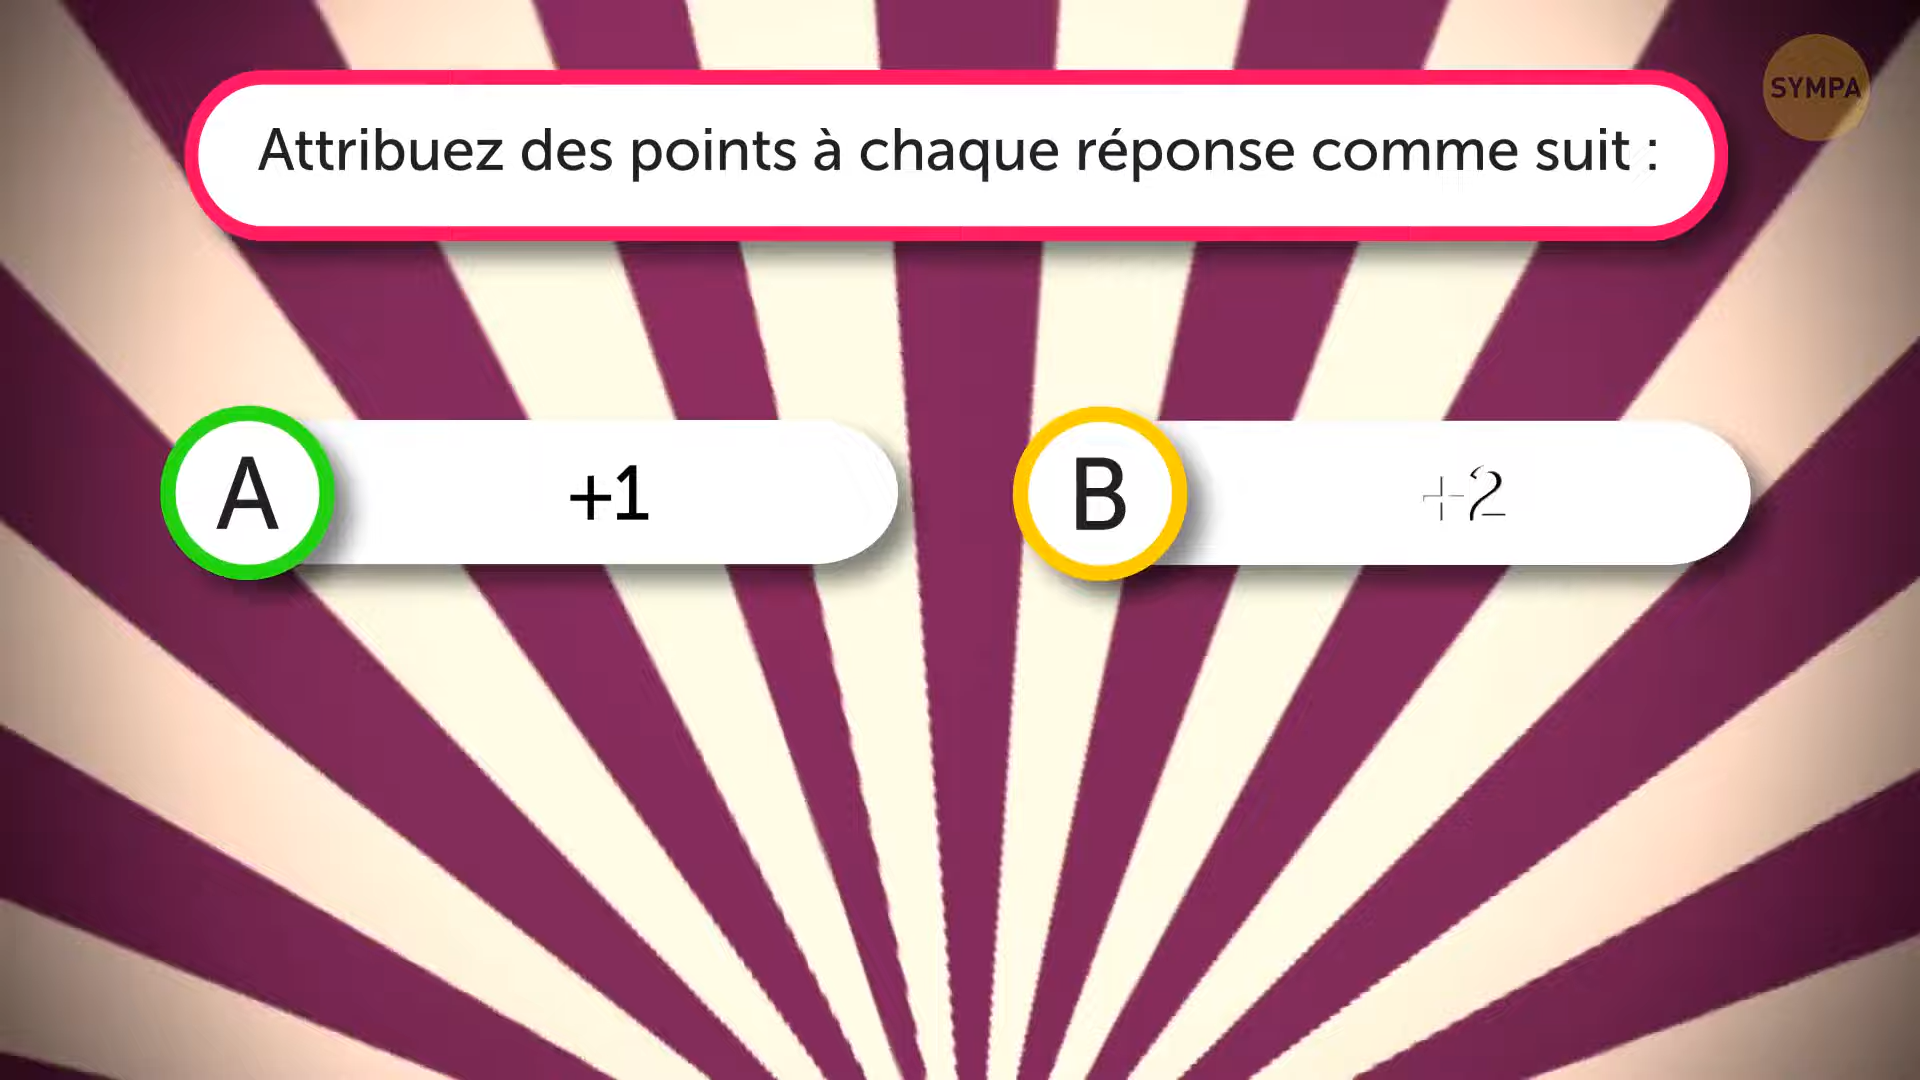 SYMPA
Attribuez des points à chaque réponse comme suit :
A +1
B +2